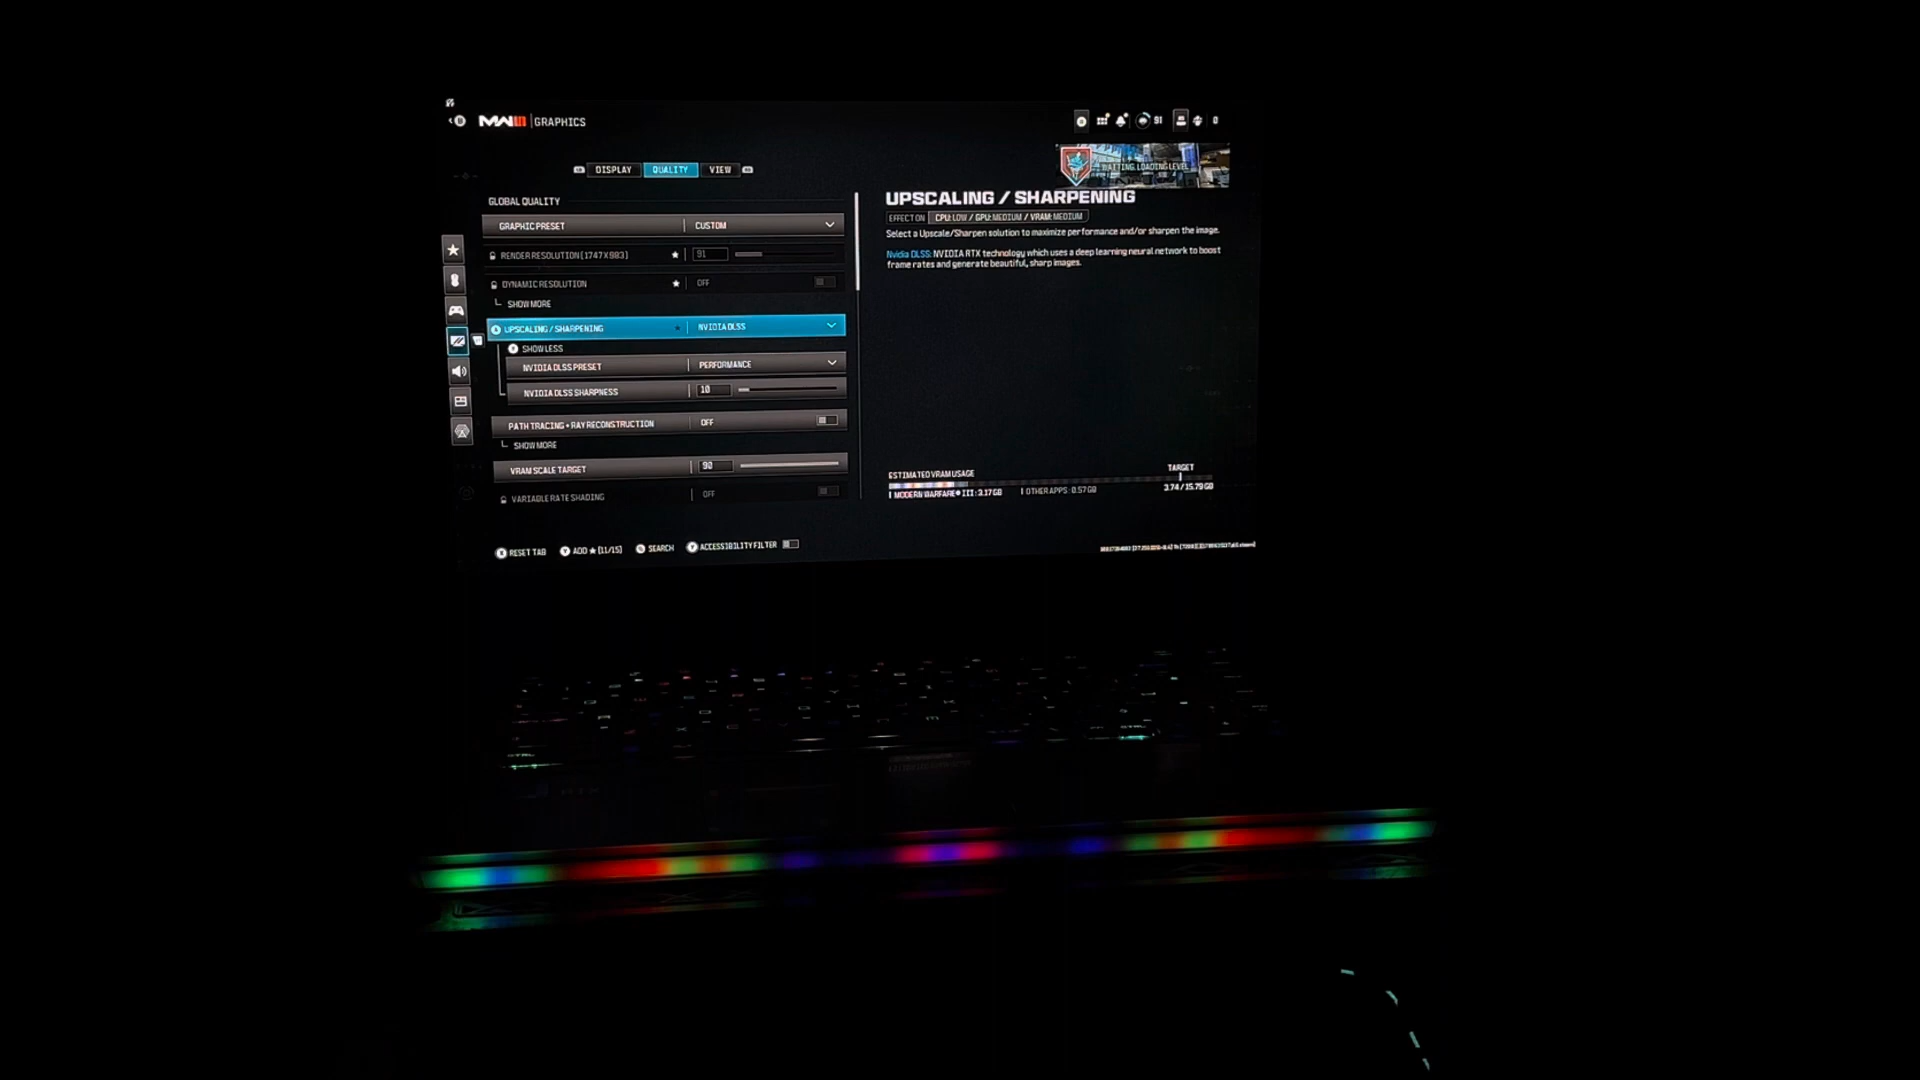 MWIII | GRAPHICS
91
0
DISPLAY QUALITY VIEW
LOADING LEVEL
GLOBAL QUALITY
GRAPHIC PRESET CUSTOM
RENDER RESOLUTION (1747X983) 91
DYNAMIC RESOLUTION OFF
SHOW MORE
UPSCALING / SHARPENING NVIDIA DLSS
SHOW LESS
NVIDIA DLSS PRESET PERFORMANCE
NVIDIA DLSS SHARPNESS 10
PATH TRACING + RAY RECONSTRUCTION OFF
SHOW MORE
VRAM SCALE TARGET 90
VARIABLE RATE SHADING OFF
UPSCALING / SHARPENING
EFFECT ON CPU: LOW / GPU: MEDIUM / VRAM: MEDIUM
Select a Upscale/Sharpen solution to maximize performance and/or sharpen the image.
Nvidia DLSS: NVIDIA RTX technology which uses a deep learning neural network to boost
frame rates and generate beautiful, sharp images.
ESTIMATED VRAM USAGE
TARGET
MODERN WARFARE® III : 3.17 GB OTHER APPS : 0.57 GB 3.74 / 15.79 GB
RESET TAB ADD ★ (11/15) SEARCH ACCESSIBILITY FILTER